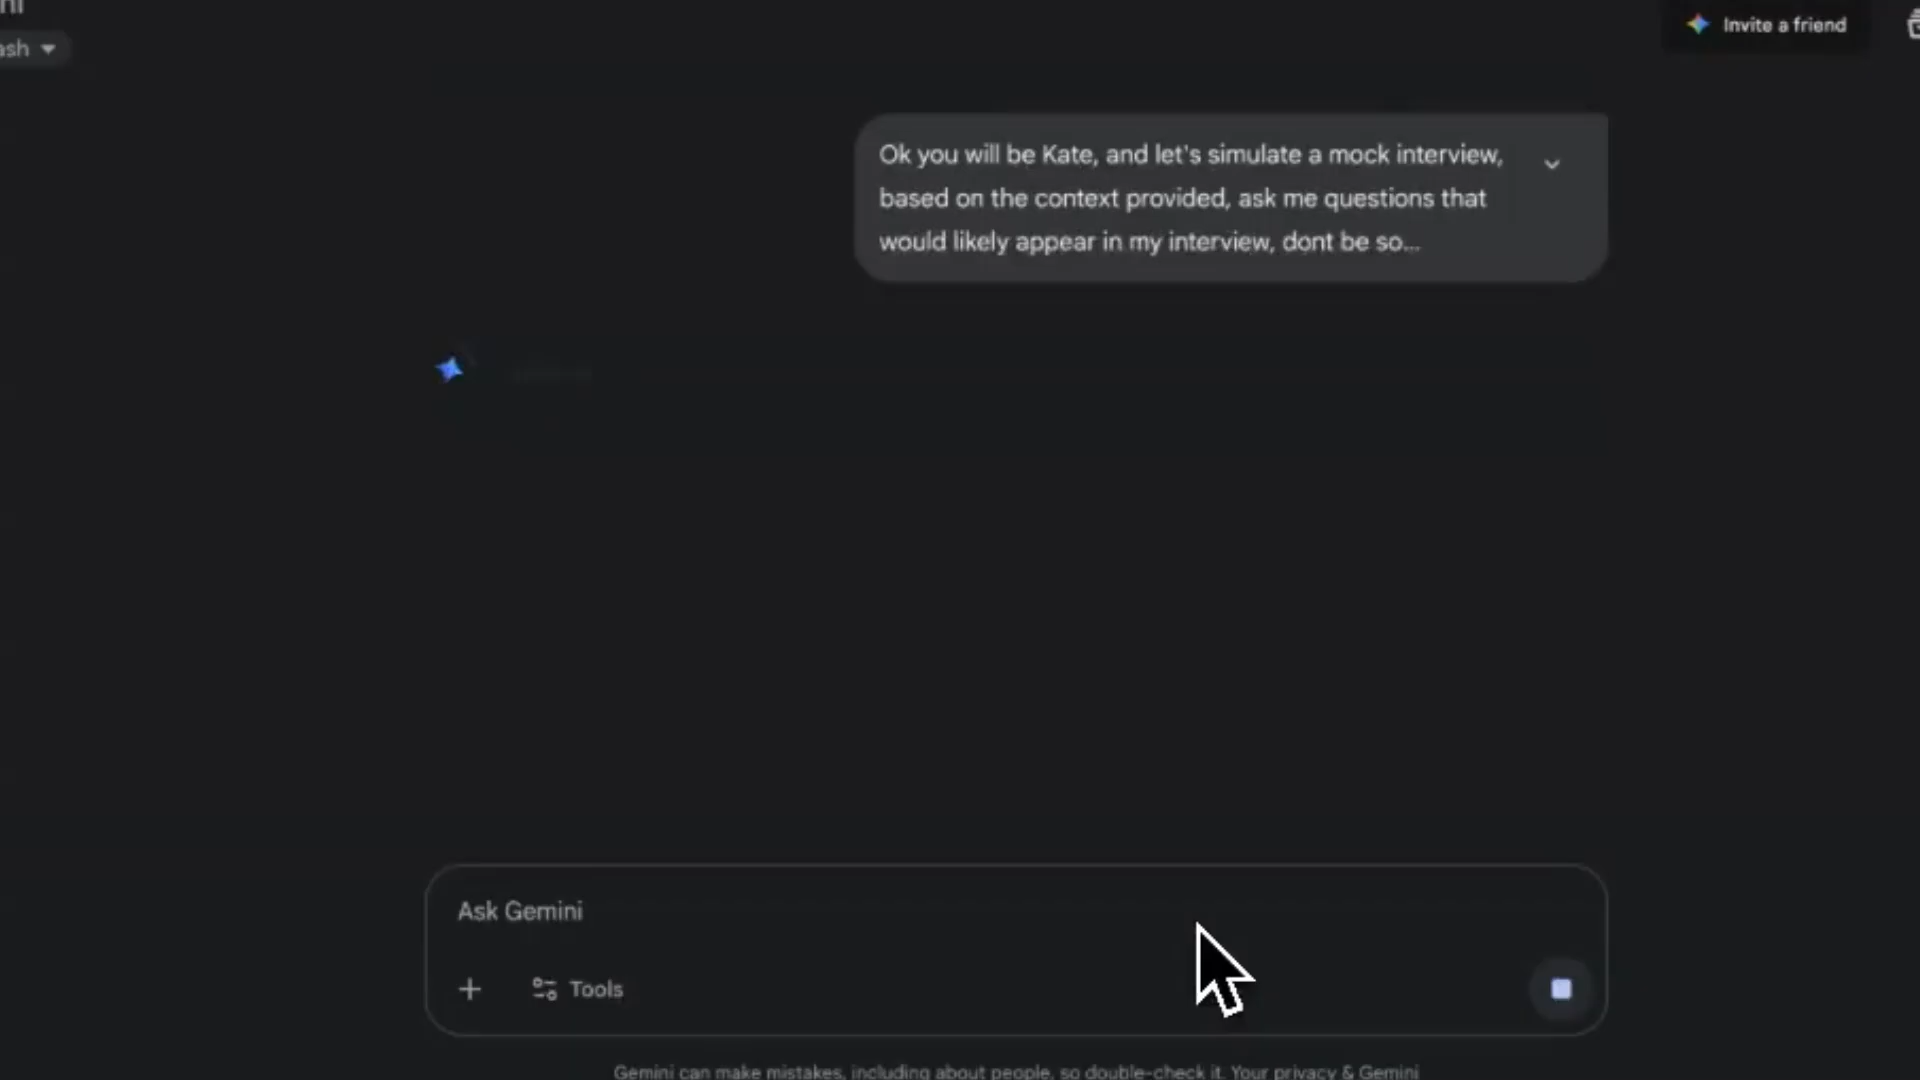 Invite a friend
Ok you will be Kate, and let's simulate a mock interview,
based on the context provided, ask me questions that
would likely appear in my interview, dont be so...
Ask Gemini
Tools
Gemini can make mistakes, including about people, so double-check it. Your privacy & Gemini